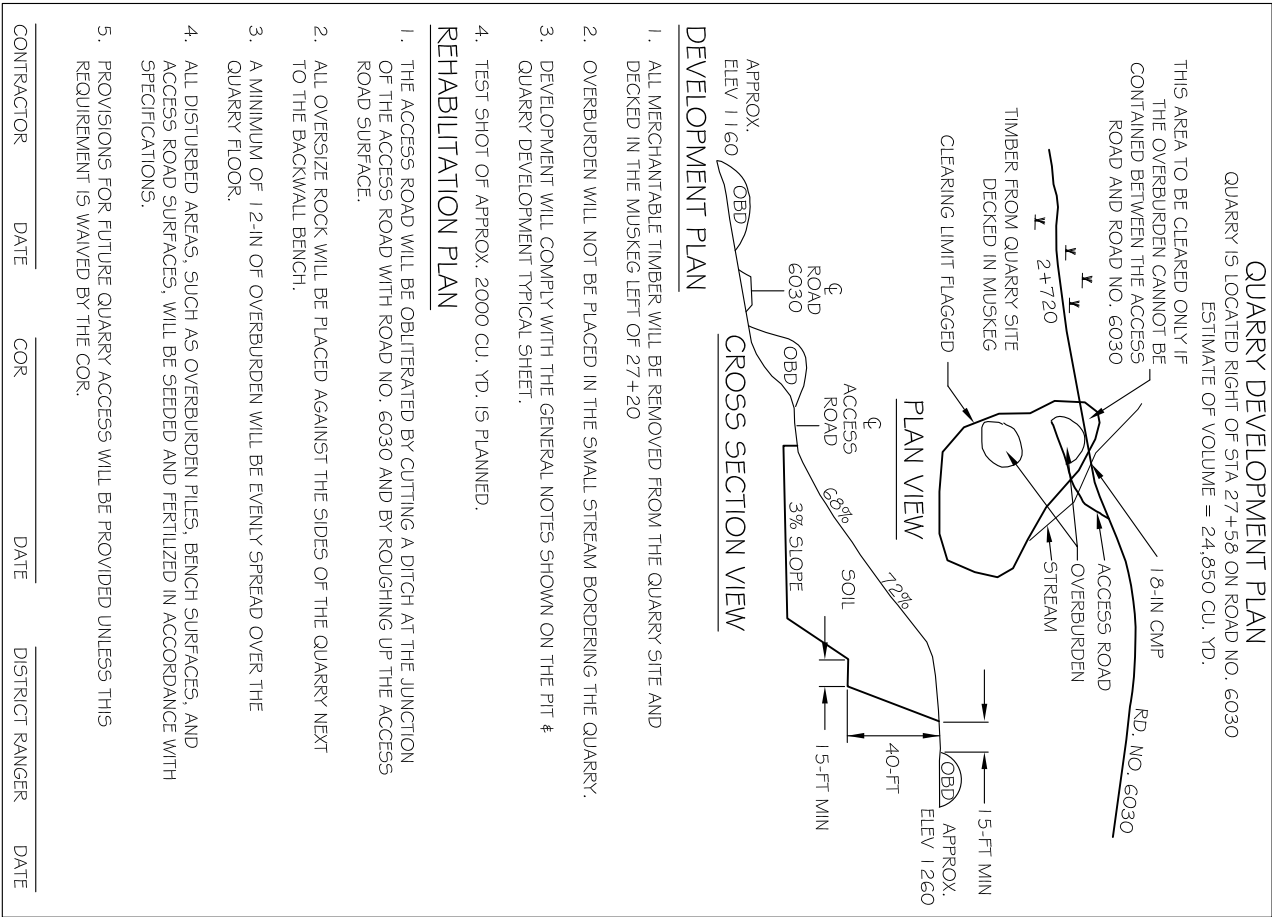 QUARRY DEVELOPMENT PLAN
QUARRY IS LOCATED RIGHT OF STA 27+58 ON ROAD NO. 6030
ESTIMATE OF VOLUME = 24,850 CU. YD.
THIS AREA TO BE CLEARED ONLY IF
THE OVERBURDEN CANNOT BE
CONTAINED BETWEEN THE ACCESS
ROAD AND ROAD NO. 6030
2+720
TIMBER FROM QUARRY SITE
DECKED IN MUSKEG
CLEARING LIMIT FLAGGED
18-IN CMP
RD. NO. 6030
ACCESS ROAD
OVERBURDEN
STREAM
PLAN VIEW
CROSS SECTION VIEW
APPROX.
ELEV 1160
OBD
℄
ROAD
6030
OBD
℄
ACCESS
ROAD
68%
72%
SOIL
3% SLOPE
15-FT MIN
40-FT
15-FT MIN
OBD
APPROX.
ELEV 1260
DEVELOPMENT PLAN
1. ALL MERCHANTABLE TIMBER WILL BE REMOVED FROM THE QUARRY SITE AND
DECKED IN THE MUSKEG LEFT OF 27+20
2. OVERBURDEN WILL NOT BE PLACED IN THE SMALL STREAM BORDERING THE QUARRY.
3. DEVELOPMENT WILL COMPLY WITH THE GENERAL NOTES SHOWN ON THE PIT &
QUARRY DEVELOPMENT TYPICAL SHEET.
4. TEST SHOT OF APPROX. 2000 CU. YD. IS PLANNED.
REHABILITATION PLAN
1. THE ACCESS ROAD WILL BE OBLITERATED BY CUTTING A DITCH AT THE JUNCTION
OF THE ACCESS ROAD WITH ROAD NO. 6030 AND BY ROUGHING UP THE ACCESS
ROAD SURFACE.
2. ALL OVERSIZE ROCK WILL BE PLACED AGAINST THE SIDES OF THE QUARRY NEXT
TO THE BACKWALL BENCH.
3. A MINIMUM OF 12-IN OF OVERBURDEN WILL BE EVENLY SPREAD OVER THE
QUARRY FLOOR.
4. ALL DISTURBED AREAS, SUCH AS OVERBURDEN PILES, BENCH SURFACES, AND
ACCESS ROAD SURFACES, WILL BE SEEDED AND FERTILIZED IN ACCORDANCE WITH
SPECIFICATIONS.
5. PROVISIONS FOR FUTURE QUARRY ACCESS WILL BE PROVIDED UNLESS THIS
REQUIREMENT IS WAIVED BY THE COR.
CONTRACTOR DATE COR DATE DISTRICT RANGER DATE